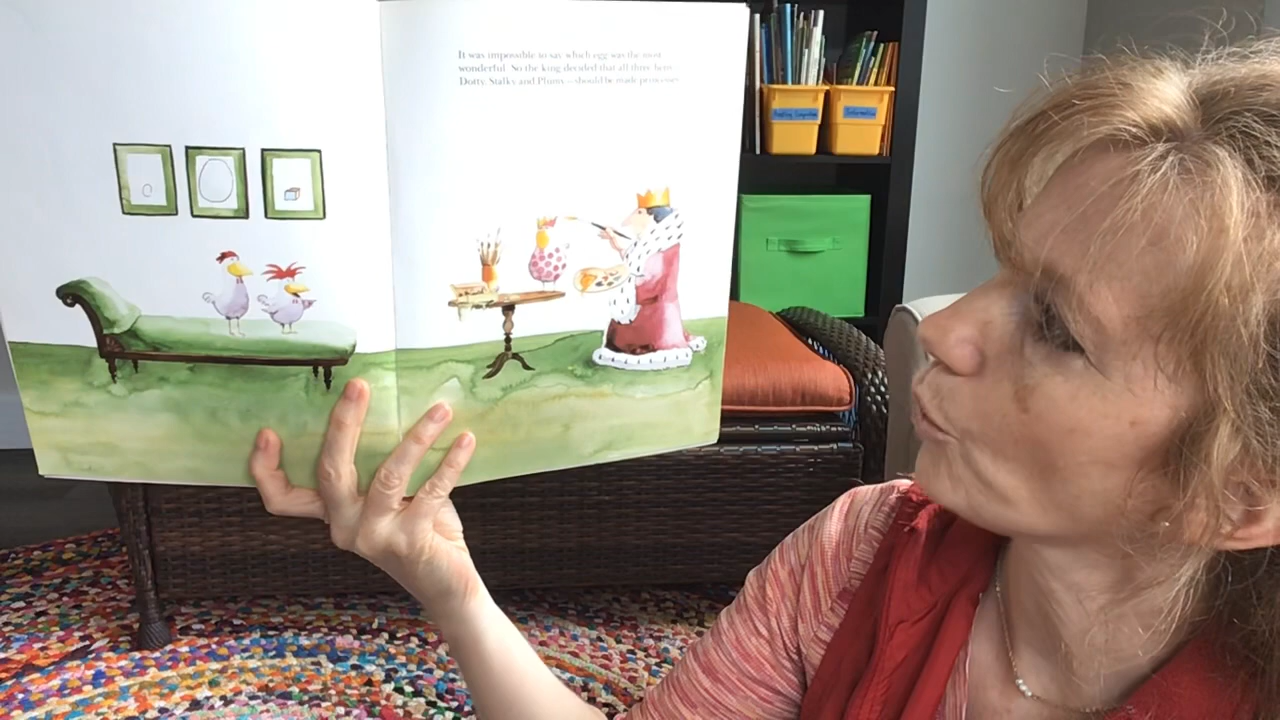 It was impossible to say which egg was the most
wonderful. So the king decided that all three hens –
Dotty, Stalky and Plumy – should be made princesses.